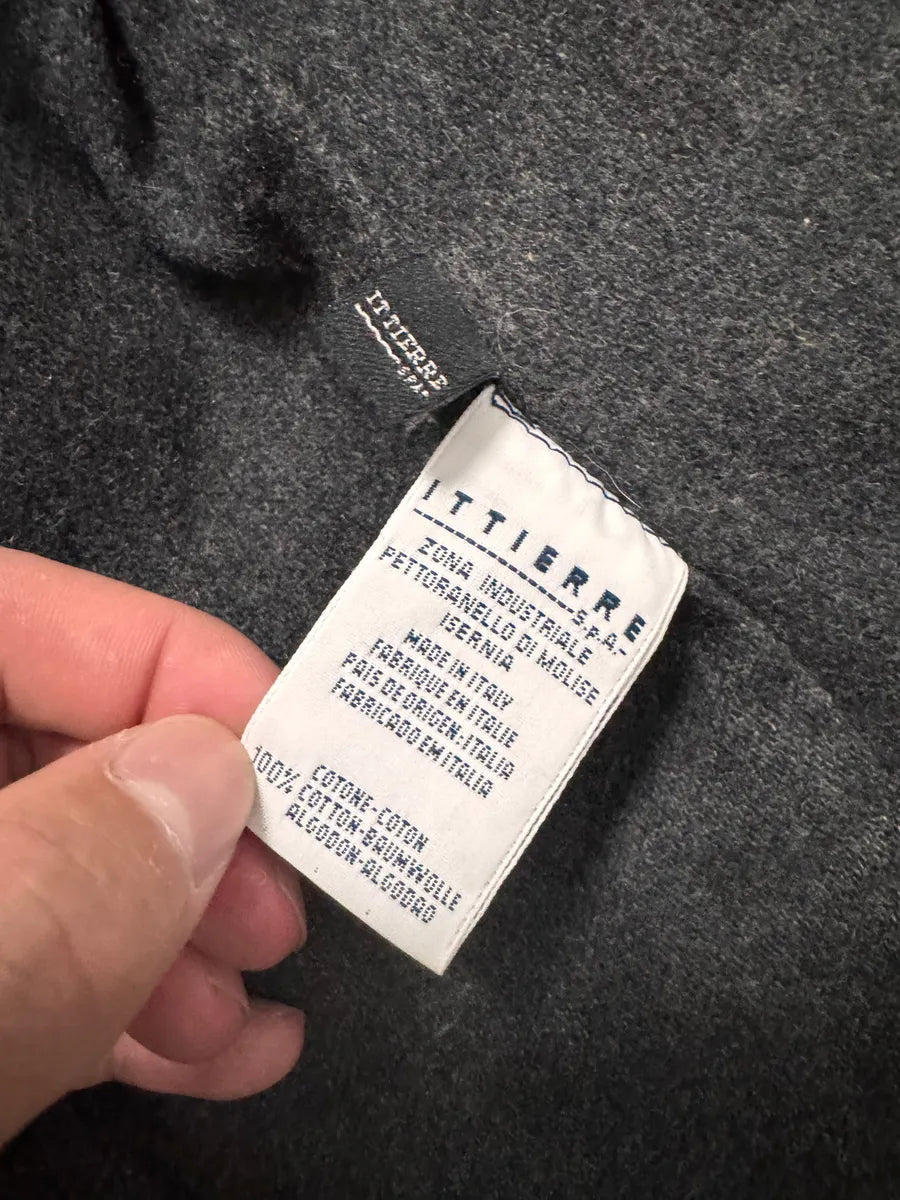 ITTIERRE
SPA.
ITTIERRE
S.P.A.-
ZONA INDUSTRIALE
PETTORANELLO DI MOLISE
ISERNIA
MADE IN ITALY
FABRIQUE EN ITALIE
PAIS DE ORIGEN.ITALIA
FABRICADO EM ITALIA
COTONE-COTON
100% COTTON-BAUMWOLLE
ALGODON-ALGODAO